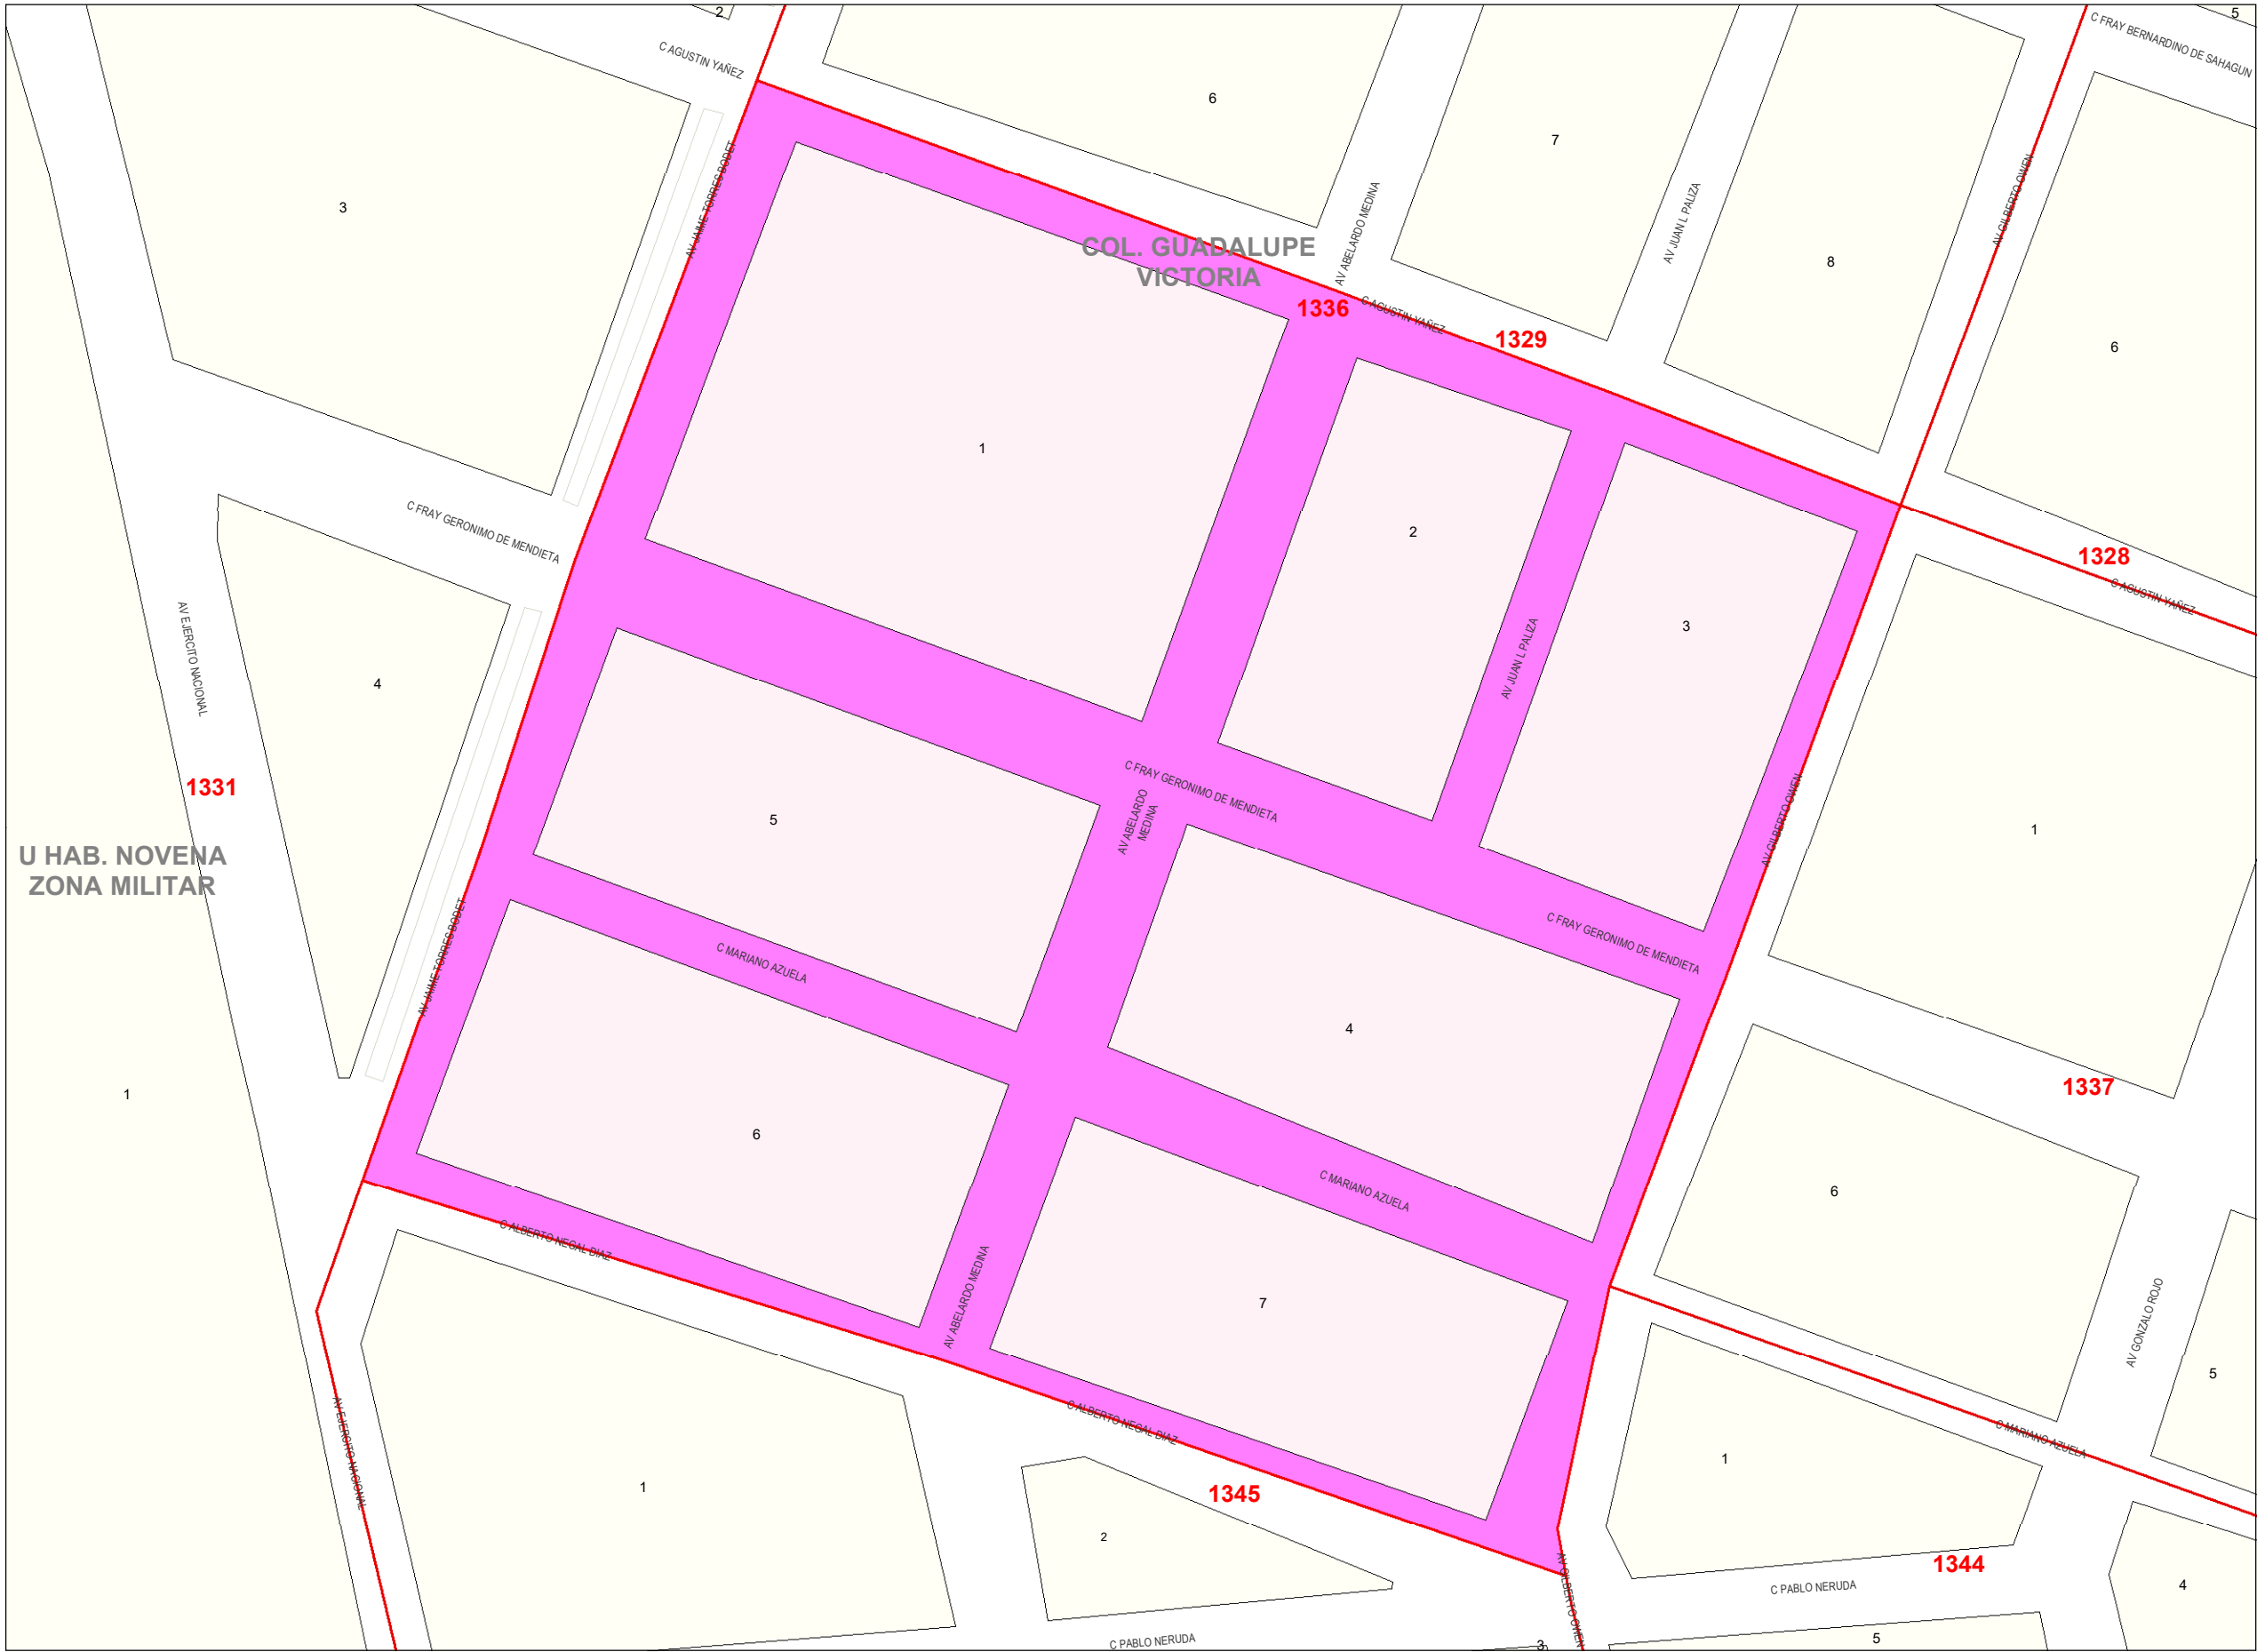 2
5
C FRAY BERNARDINO DE SAHAGUN
C AGUSTIN YAÑEZ
6
7
3
AV JAIME TORRES BODET
AV ABELARDO MEDINA
AV JUAN L PALIZA
AV GILBERTO OWEN
COL. GUADALUPE
VICTORIA
8
1336
C AGUSTIN YAÑEZ
1329
6
1
2
C FRAY GERONIMO DE MENDIETA
1328
C AGUSTIN YAÑEZ
3
AV EJERCITO NACIONAL
4
AV JUAN L PALIZA
1331
C FRAY GERONIMO DE MENDIETA
5
AV ABELARDO
MEDINA
AV GILBERTO OWEN
1
U HAB. NOVENA
ZONA MILITAR
AV JAIME TORRES BODET
C MARIANO AZUELA
C FRAY GERONIMO DE MENDIETA
4
1
1337
6
C MARIANO AZUELA
6
C ALBERTO NEGAL DIAZ
AV ABELARDO MEDINA
7
AV GONZALO ROJO
5
AV EJERCITO NACIONAL
C ALBERTO NEGAL DIAZ
C MARIANO AZUELA
1
1345
1
2
1344
AV GILBERTO OWEN
C PABLO NERUDA
4
C PABLO NERUDA
3
5